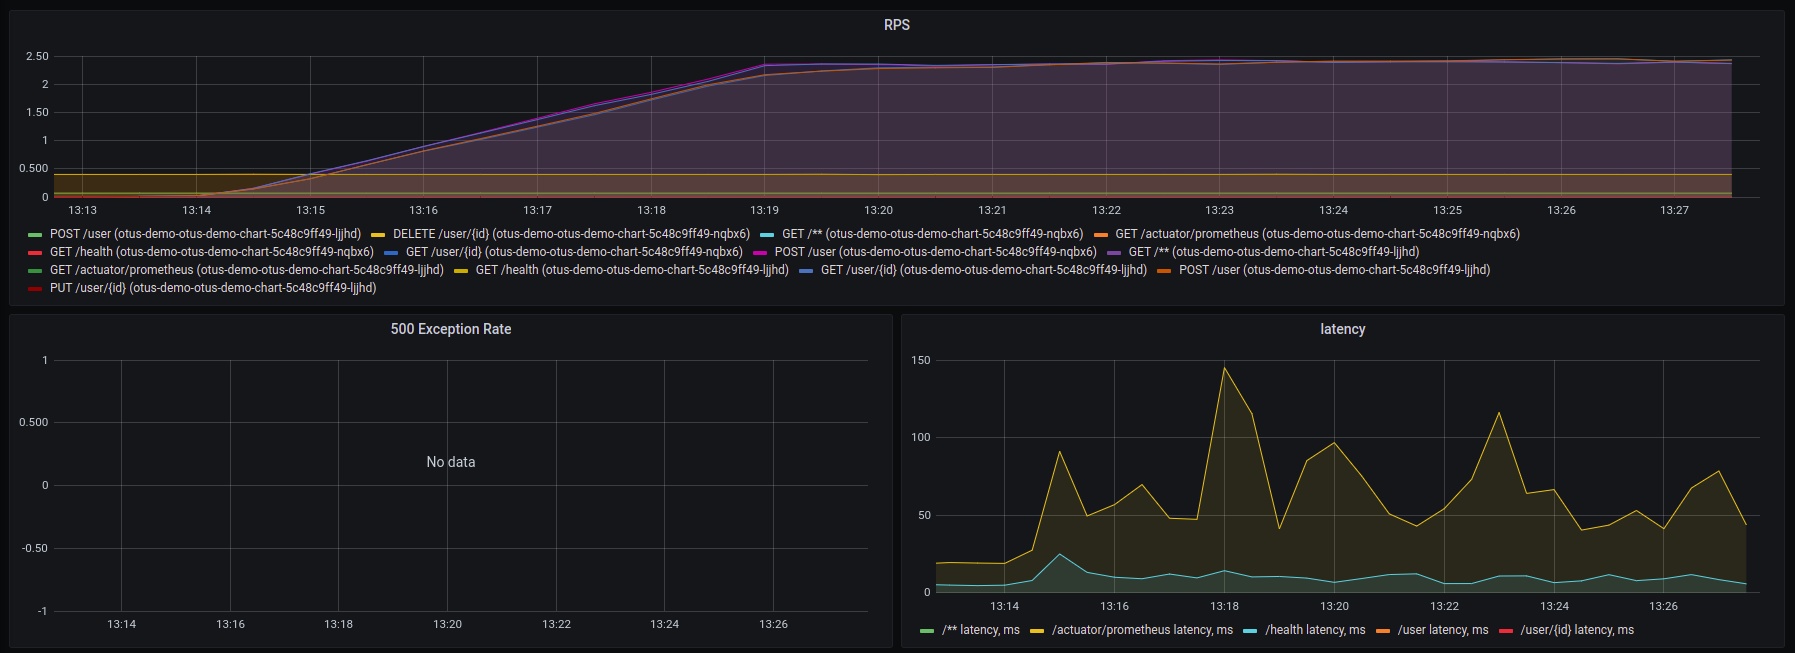 RPS
2.50
2
1.50
1
0.500
0
13:13 13:14 13:15 13:16 13:17 13:18 13:19 13:20 13:21 13:22 13:23 13:24 13:25 13:26 13:27
POST /user (otus-demo-otus-demo-chart-5c48c9ff49-ljjhd) DELETE /user/{id} (otus-demo-otus-demo-chart-5c48c9ff49-nqbx6) GET /** (otus-demo-otus-demo-chart-5c48c9ff49-nqbx6) GET /actuator/prometheus (otus-demo-otus-demo-chart-5c48c9ff49-nqbx6)
GET /health (otus-demo-otus-demo-chart-5c48c9ff49-nqbx6) GET /user/{id} (otus-demo-otus-demo-chart-5c48c9ff49-nqbx6) POST /user (otus-demo-otus-demo-chart-5c48c9ff49-nqbx6) GET /** (otus-demo-otus-demo-chart-5c48c9ff49-ljjhd)
GET /actuator/prometheus (otus-demo-otus-demo-chart-5c48c9ff49-ljjhd) GET /health (otus-demo-otus-demo-chart-5c48c9ff49-ljjhd) GET /user/{id} (otus-demo-otus-demo-chart-5c48c9ff49-ljjhd) POST /user (otus-demo-otus-demo-chart-5c48c9ff49-ljjhd)
PUT /user/{id} (otus-demo-otus-demo-chart-5c48c9ff49-ljjhd)
500 Exception Rate
1
0.500
No data
0
-0.50
-1
13:14 13:16 13:18 13:20 13:22 13:24 13:26
latency
150
100
50
0
13:14 13:16 13:18 13:20 13:22 13:24 13:26
/** latency, ms /actuator/prometheus latency, ms /health latency, ms /user latency, ms /user/{id} latency, ms